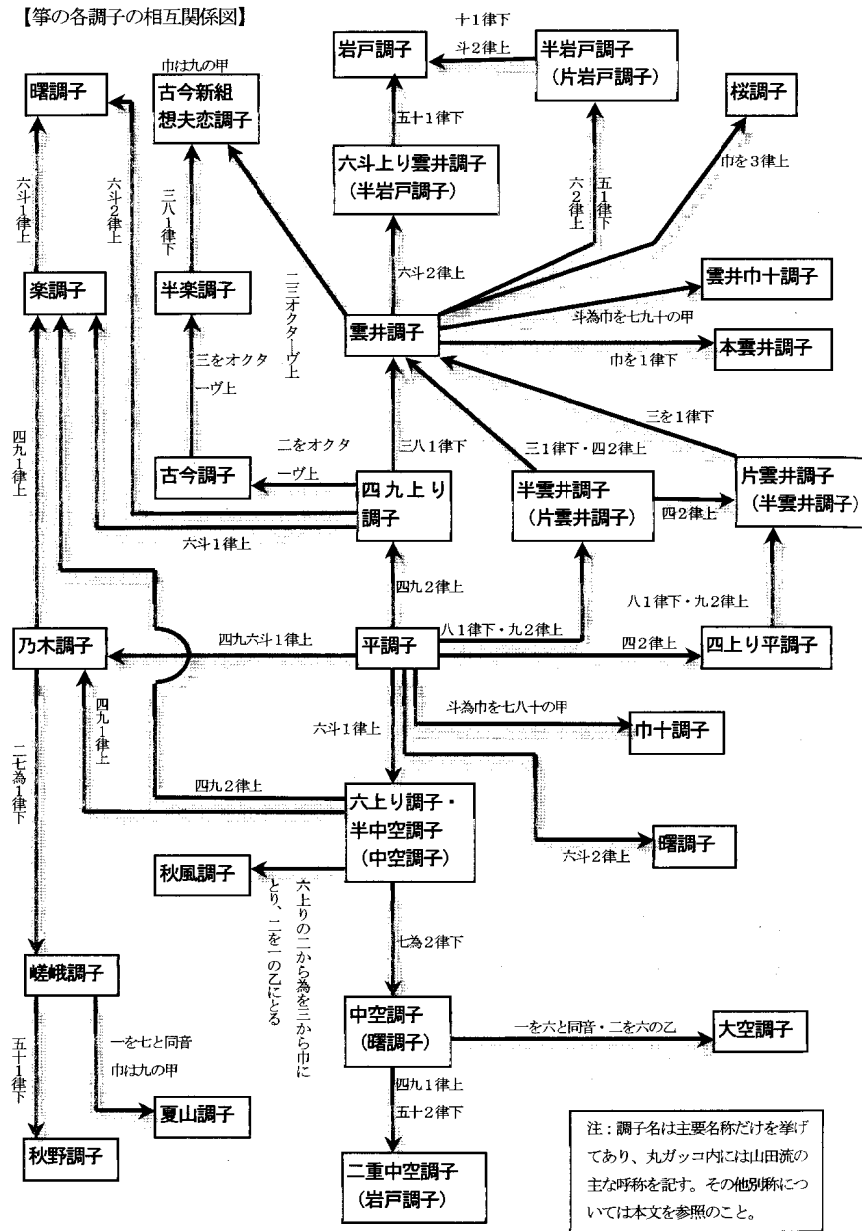 【箏の各調子の相互関係図】
岩戸調子
十1律下
斗2律上
半岩戸調子
(片岩戸調子)
巾は九の甲
曙調子
古今新組
想夫恋調子
桜調子
五十1律下
六斗上り雲井調子
(半岩戸調子)
六斗1律上
六斗2律上
三八1律下
五1律下
六2律上
巾を3律上
六斗2律上
楽調子
半楽調子
二三オクターヴ上
雲井調子
雲井巾十調子
斗為巾を七九十の甲
本雲井調子
巾を1律下
三をオクタ
ーヴ上
四九1律上
三八1律下
三を1律下
三1律下・四2律上
古今調子
二をオクタ
ーヴ上
四九上り
調子
半雲井調子
(片雲井調子)
四2律上
片雲井調子
(半雲井調子)
六斗1律上
四九2律上
八1律下・九2律上
乃木調子
四九六斗1律上
平調子
八1律下・九2律上
四2律上
四上り平調子
四九1律上
六斗1律上
斗為巾を七八十の甲
巾十調子
二七為1律下
四九2律上
六上り調子・
半中空調子
(中空調子)
曙調子
六斗2律上
秋風調子
六上りの二から為を三から巾に
とり、二を一の乙にとる
七為2律下
嵯峨調子
中空調子
(曙調子)
一を六と同音・二を六の乙
大空調子
五十1律下
一を七と同音
巾は九の甲
四九1律上
五十2律下
夏山調子
秋野調子
二重中空調子
(岩戸調子)
注：調子名は主要名称だけを挙げ
てあり、丸ガッコ内には山田流の
主な呼称を記す。その他別称につ
いては本文を参照のこと。